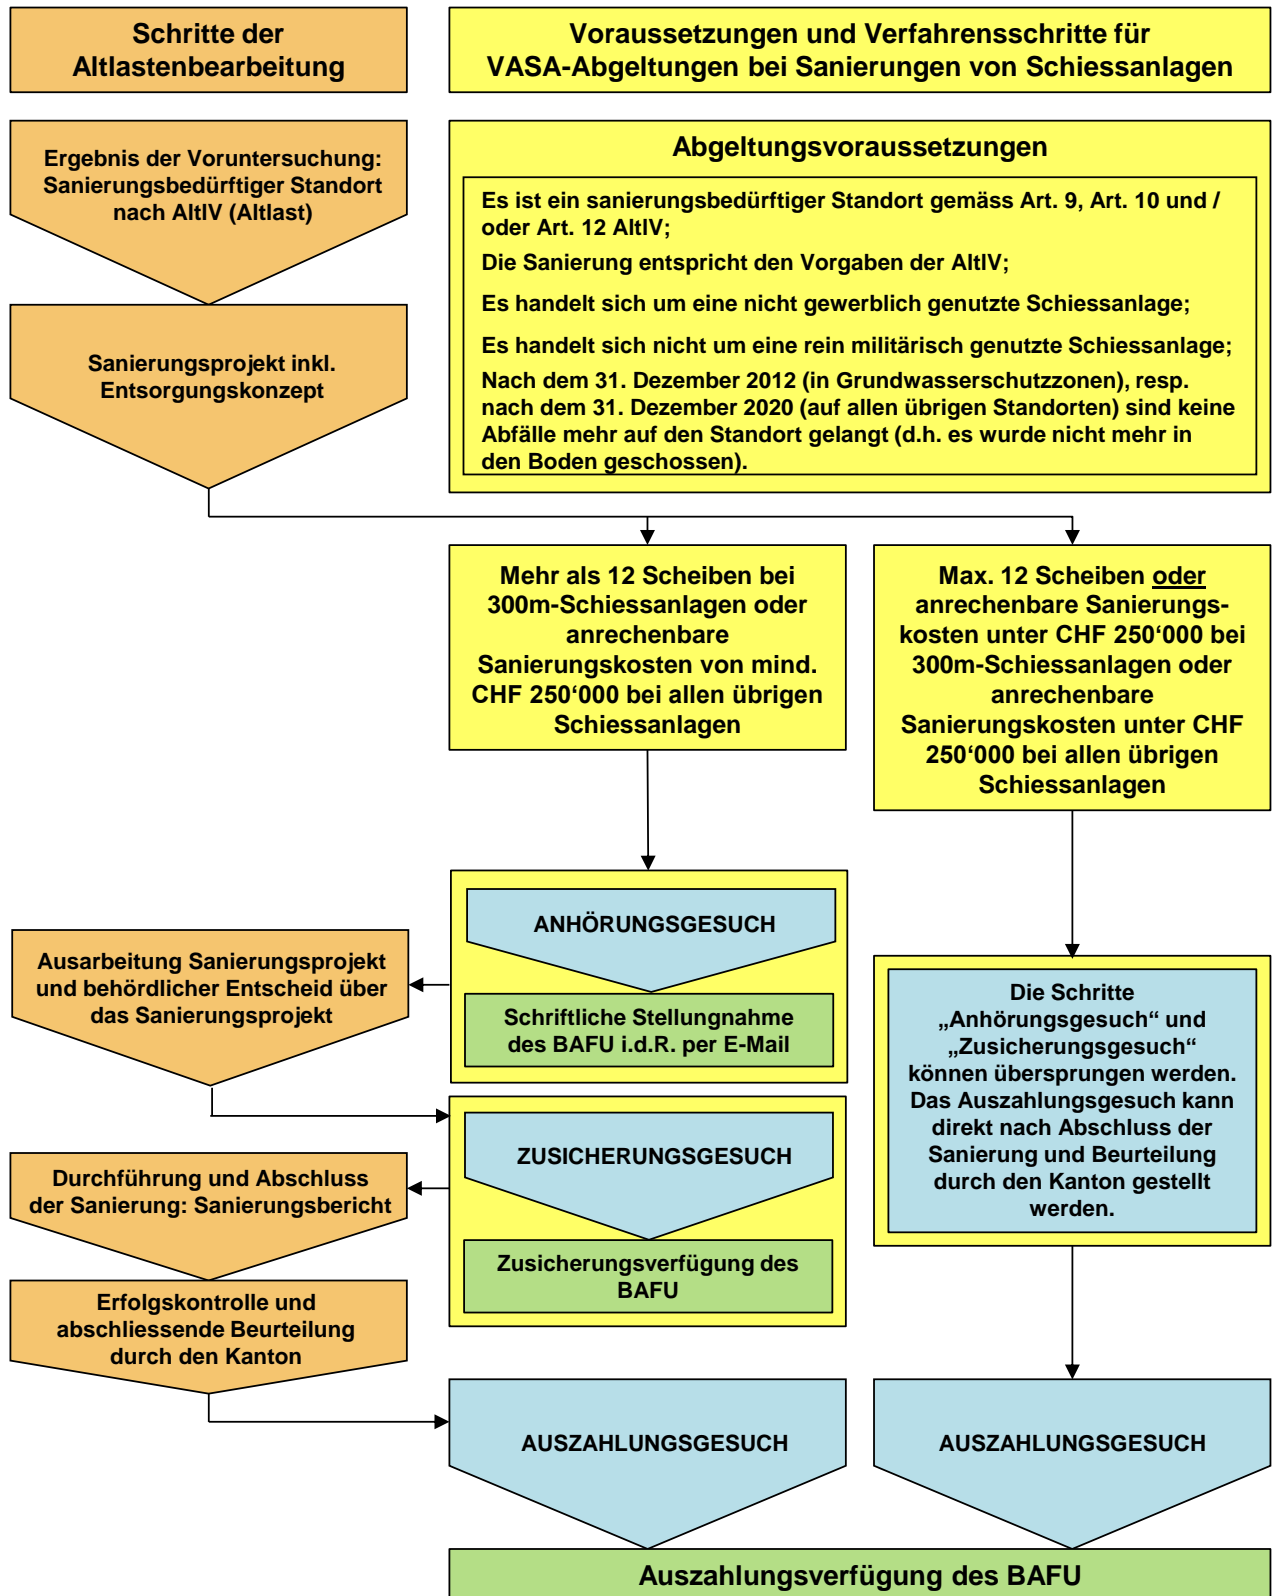 Schritte der
Altlastenbearbeitung
Voraussetzungen und Verfahrensschritte für
VASA-Abgeltungen bei Sanierungen von Schiessanlagen
Ergebnis der Voruntersuchung:
Sanierungsbedürftiger Standort
nach AltlV (Altlast)
Sanierungsprojekt inkl.
Entsorgungskonzept
Abgeltungsvoraussetzungen
Es ist ein sanierungsbedürftiger Standort gemäss Art. 9, Art. 10 und /
oder Art. 12 AltlV;
Die Sanierung entspricht den Vorgaben der AltlV;
Es handelt sich um eine nicht gewerblich genutzte Schiessanlage;
Es handelt sich nicht um eine rein militärisch genutzte Schiessanlage;
Nach dem 31. Dezember 2012 (in Grundwasserschutzzonen), resp.
nach dem 31. Dezember 2020 (auf allen übrigen Standorten) sind keine
Abfälle mehr auf den Standort gelangt (d.h. es wurde nicht mehr in
den Boden geschossen).
Mehr als 12 Scheiben bei
300m-Schiessanlagen oder
anrechenbare
Sanierungskosten von mind.
CHF 250‘000 bei allen übrigen
Schiessanlagen
Max. 12 Scheiben oder
anrechenbare Sanierungs-
kosten unter CHF 250‘000 bei
300m-Schiessanlagen oder
anrechenbare
Sanierungskosten unter CHF
250‘000 bei allen übrigen
Schiessanlagen
ANHÖRUNGSGESUCH
Schriftliche Stellungnahme
des BAFU i.d.R. per E-Mail
Ausarbeitung Sanierungsprojekt
und behördlicher Entscheid über
das Sanierungsprojekt
Die Schritte
„Anhörungsgesuch“ und
„Zusicherungsgesuch“
können übersprungen werden.
Das Auszahlungsgesuch kann
direkt nach Abschluss der
Sanierung und Beurteilung
durch den Kanton gestellt
werden.
ZUSICHERUNGSGESUCH
Zusicherungsverfügung des
BAFU
Durchführung und Abschluss
der Sanierung: Sanierungsbericht
Erfolgskontrolle und
abschliessende Beurteilung
durch den Kanton
AUSZAHLUNGSGESUCH
AUSZAHLUNGSGESUCH
Auszahlungsverfügung des BAFU